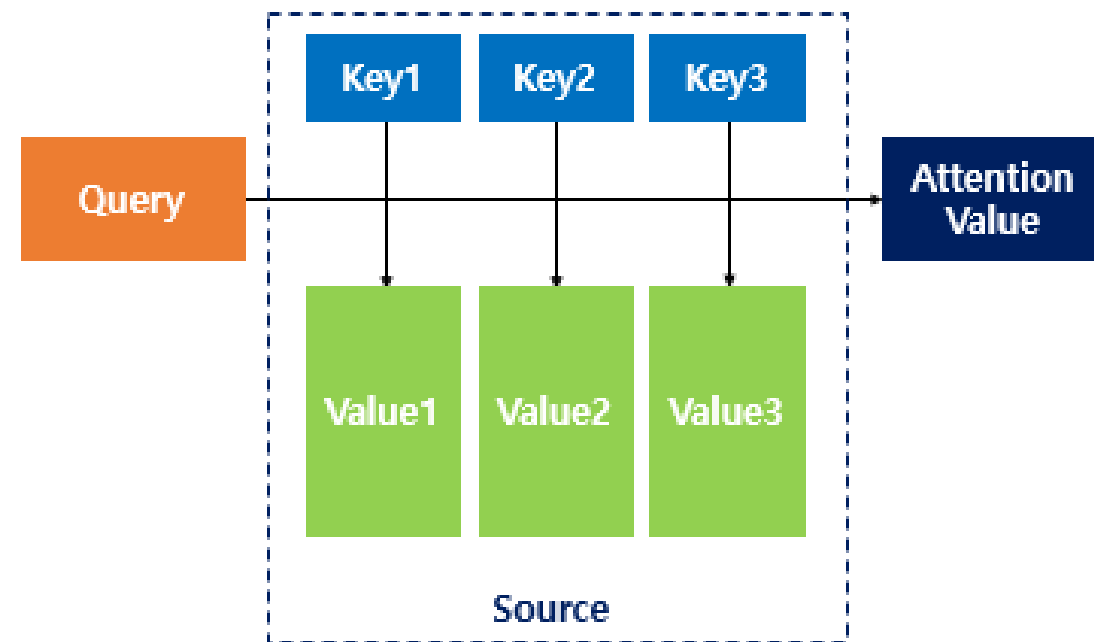 Key1 Key2 Key3
Query
Attention
Value
Value1 Value2 Value3
Source